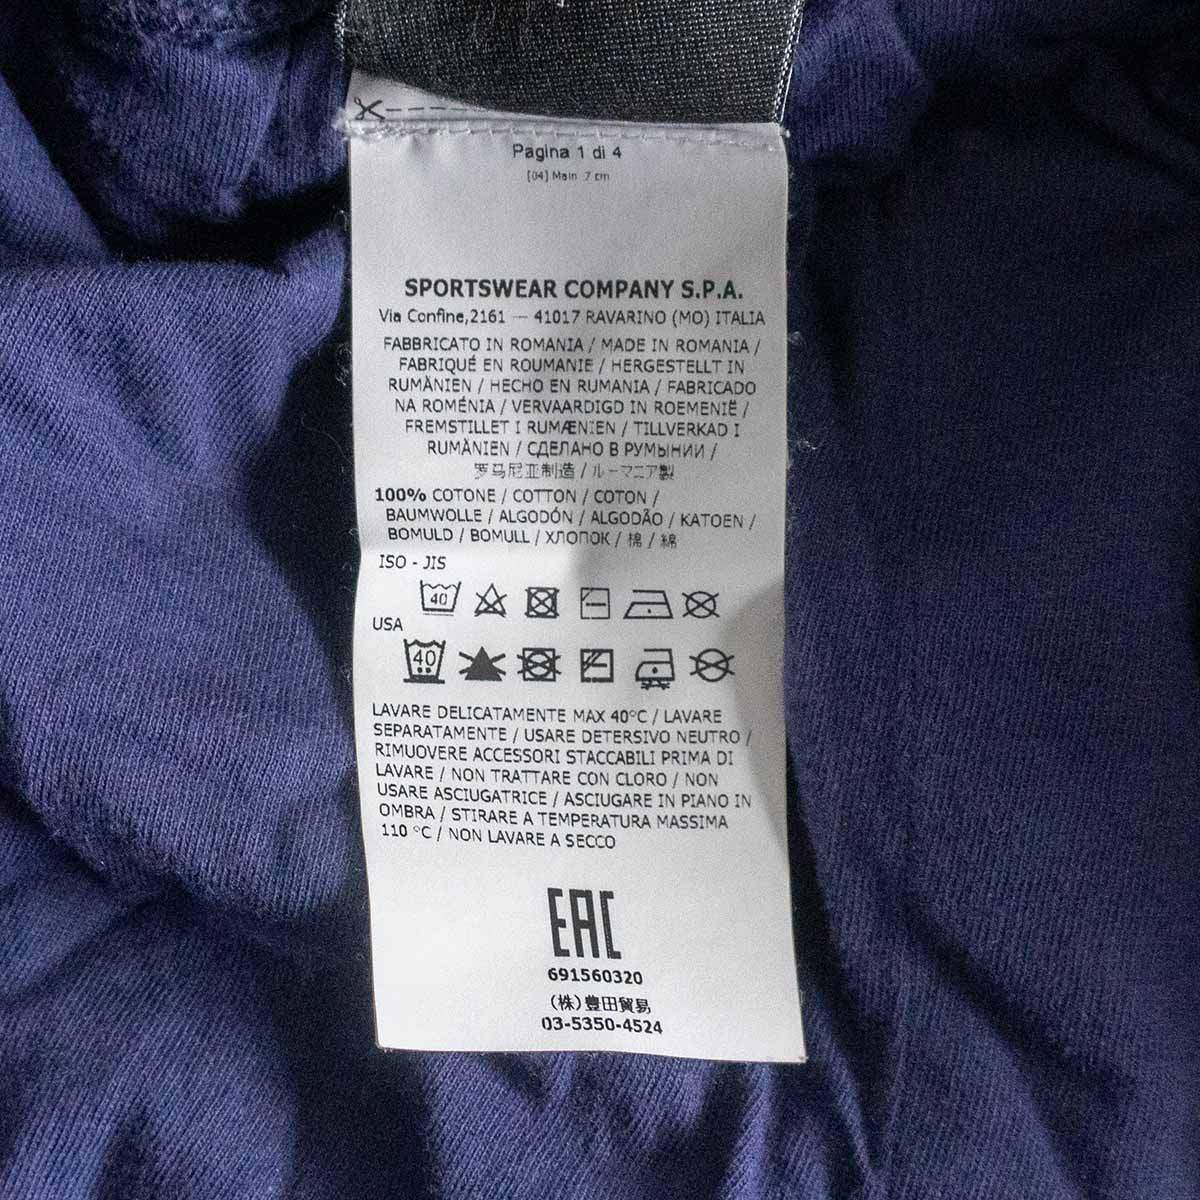 Pagina 1 di 4
[04] Main 7 cm
SPORTSWEAR COMPANY S.P.A.
Via Confine,2161 — 41017 RAVARINO (MO) ITALIA
FABBRICATO IN ROMANIA / MADE IN ROMANIA /
FABRIQUÉ EN ROUMANIE / HERGESTELLT IN
RUMÄNIEN / HECHO EN RUMANIA / FABRICADO
NA ROMÉNIA / VERVAARDIGD IN ROEMENIË /
FREMSTILLET I RUMÆNIEN / TILLVERKAD I
RUMÄNIEN / СДЕЛАНО В РУМЫНИИ /
罗马尼亚制造 / ルーマニア製
100% COTONE / COTTON / COTON /
BAUMWOLLE / ALGODÓN / ALGODÃO / KATOEN /
BOMULD / BOMULL / ХЛОПОК / 棉 / 綿
ISO - JIS
40
USA
40
LAVARE DELICATAMENTE MAX 40°C / LAVARE
SEPARATAMENTE / USARE DETERSIVO NEUTRO /
RIMUOVERE ACCESSORI STACCABILI PRIMA DI
LAVARE / NON TRATTARE CON CLORO / NON
USARE ASCIUGATRICE / ASCIUGARE IN PIANO IN
OMBRA / STIRARE A TEMPERATURA MASSIMA
110 °C / NON LAVARE A SECCO
EAC
691560320
(株)豊田貿易
03-5350-4524